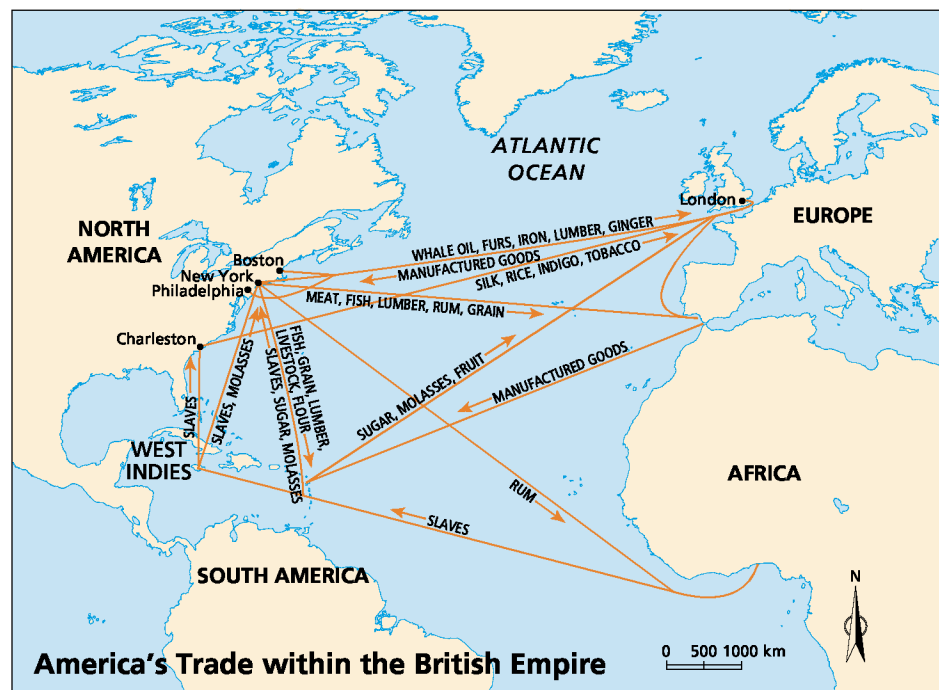 ATLANTIC
OCEAN
NORTH
AMERICA
EUROPE
London
Boston
New York
Philadelphia
Charleston
WHALE OIL, FURS, IRON, LUMBER, GINGER
MANUFACTURED GOODS
SILK, RICE, INDIGO, TOBACCO
MEAT, FISH, LUMBER, RUM, GRAIN
FISH, GRAIN, LUMBER,
LIVESTOCK, FLOUR
SLAVES, SUGAR, MOLASSES
SLAVES, MOLASSES
SLAVES
SUGAR, MOLASSES, FRUIT
MANUFACTURED GOODS
WEST
INDIES
AFRICA
RUM
SLAVES
SOUTH AMERICA
N
America's Trade within the British Empire
0 500 1000 km